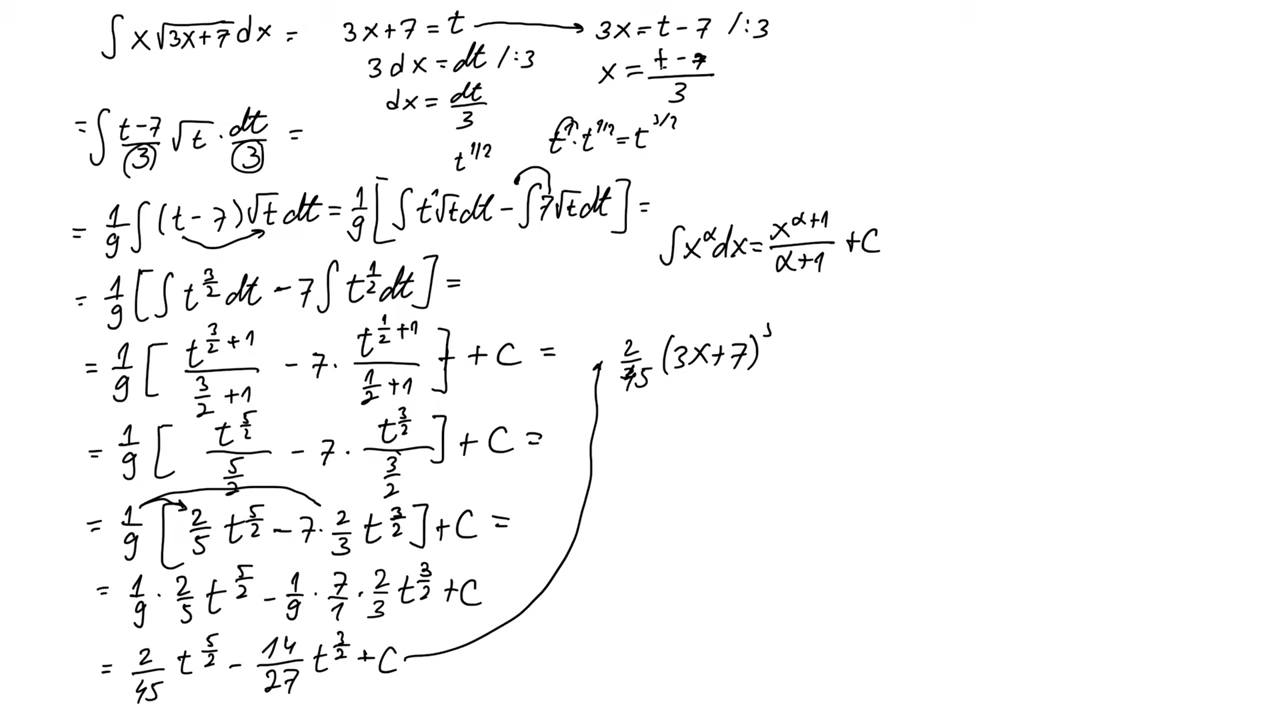 ∫ x √(3x+7) dx =
3x+7 = t → 3x = t - 7 /:3
3 dx = dt /:3
x = (t - 7)/3
dx = dt/3
= ∫ (t-7)/3 √t · dt/3 =
t^(1/2)
t^1 · t^(1/2) = t^(3/2)
= 1/9 ∫ (t - 7) √t dt = 1/9 [ ∫ t^1 √t dt - ∫ 7 √t dt ] =
∫ x^α dx = x^(α+1)/(α+1) + C
= 1/9 [ ∫ t^(3/2) dt - 7 ∫ t^(1/2) dt ] =
= 1/9 [ t^(3/2 + 1)/(3/2 + 1) - 7 · t^(1/2 + 1)/(1/2 + 1) ] + C =
= 1/9 [ t^(5/2)/(5/2) - 7 · t^(3/2)/(3/2) ] + C =
= 1/9 [ 2/5 t^(5/2) - 7 · 2/3 t^(3/2) ] + C =
= 1/9 · 2/5 t^(5/2) - 1/9 · 7/1 · 2/3 t^(3/2) + C
= 2/45 t^(5/2) - 14/27 t^(3/2) + C
2/45 (3x+7)